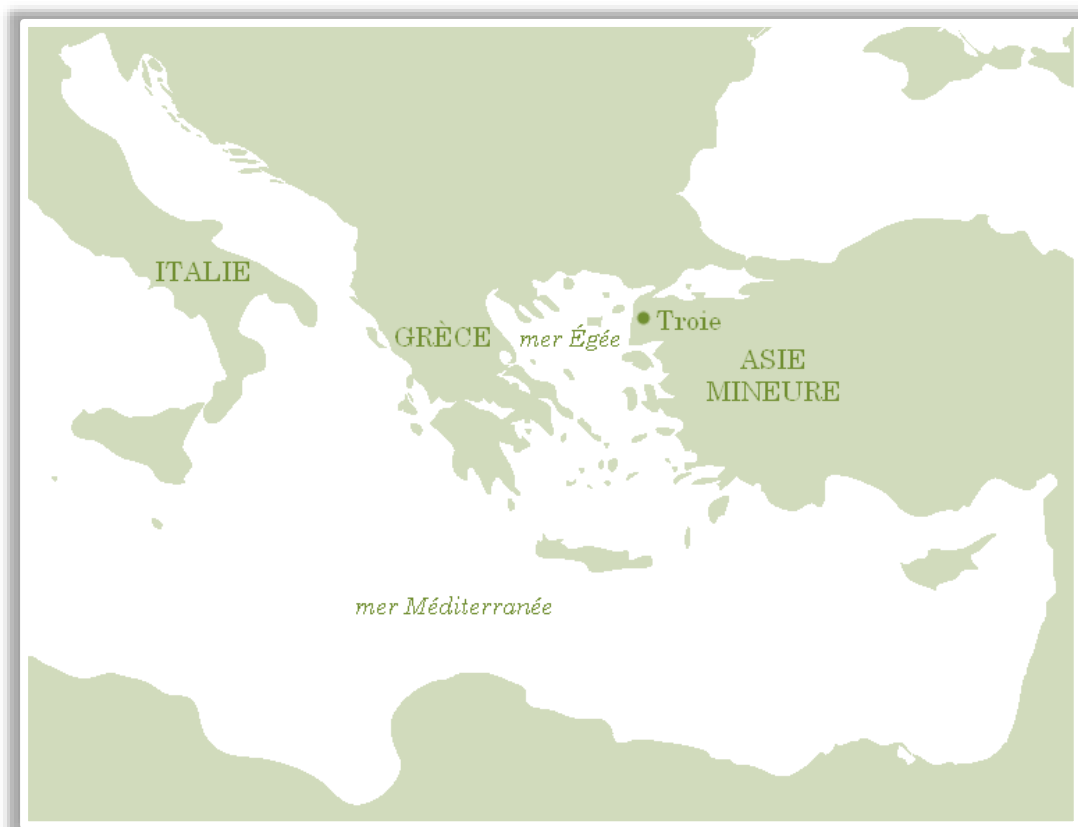 ITALIE
GRÈCE
mer Égée
Troie
ASIE
MINEURE
mer Méditerranée